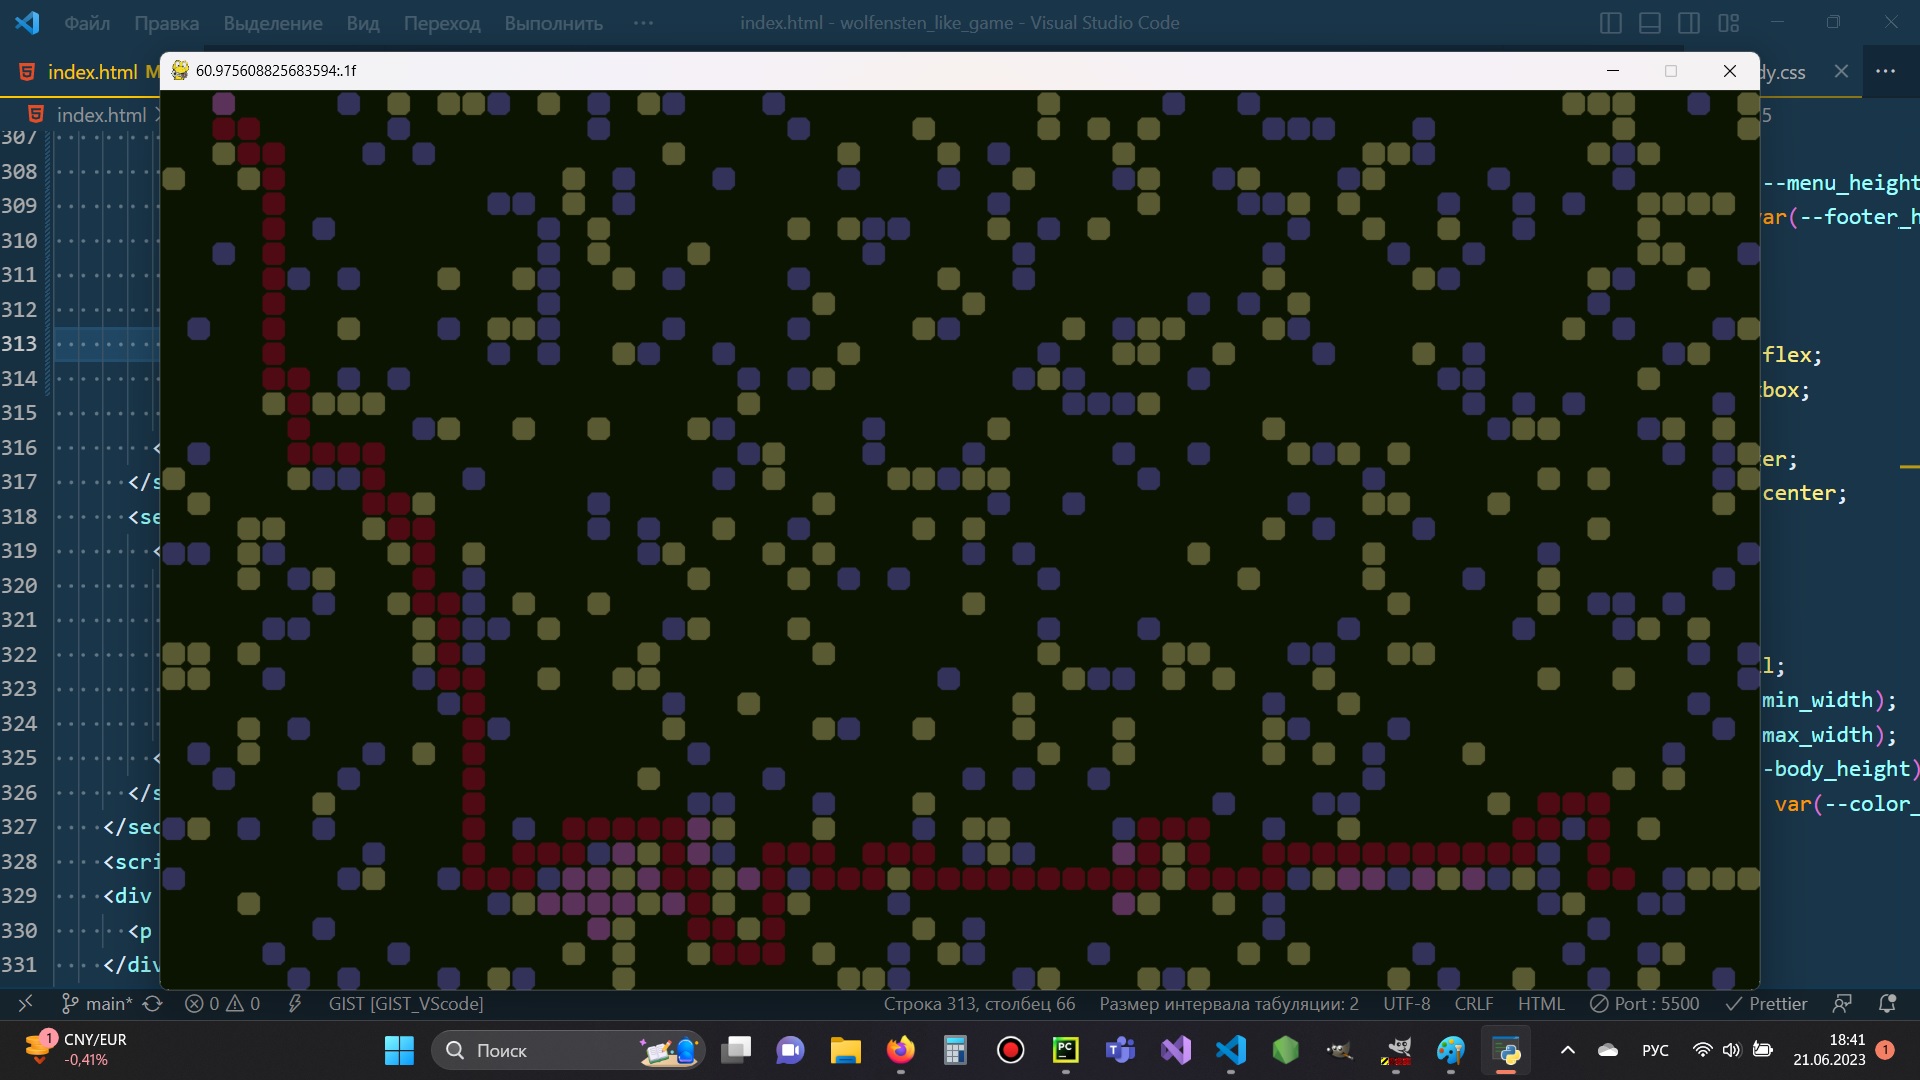 Файл Правка Выделение Вид Переход Выполнить ··· index.html - wolfensten_like_game - Visual Studio Code
index.html M
60.975608825683594:.1f
dy.css
index.html
5
307
308
309
310
311
312
313
314
315
316 <
317 </s
318 <se
319 <
320
321
322
323
324
325 <
326 </s
327 </sec
328 <scri
329 <div
330 <p
331 </div
--menu_height
var(--footer_h
flex;
box;
er;
center;
l;
min_width);
max_width);
-body_height)
var(--color_
main* 0 0 GIST [GIST_VScode] Строка 313, столбец 66 Размер интервала табуляции: 2 UTF-8 CRLF HTML Port : 5500 Prettier
1 CNY/EUR
-0,41%
Поиск
PC
РУС
18:41
21.06.2023
1